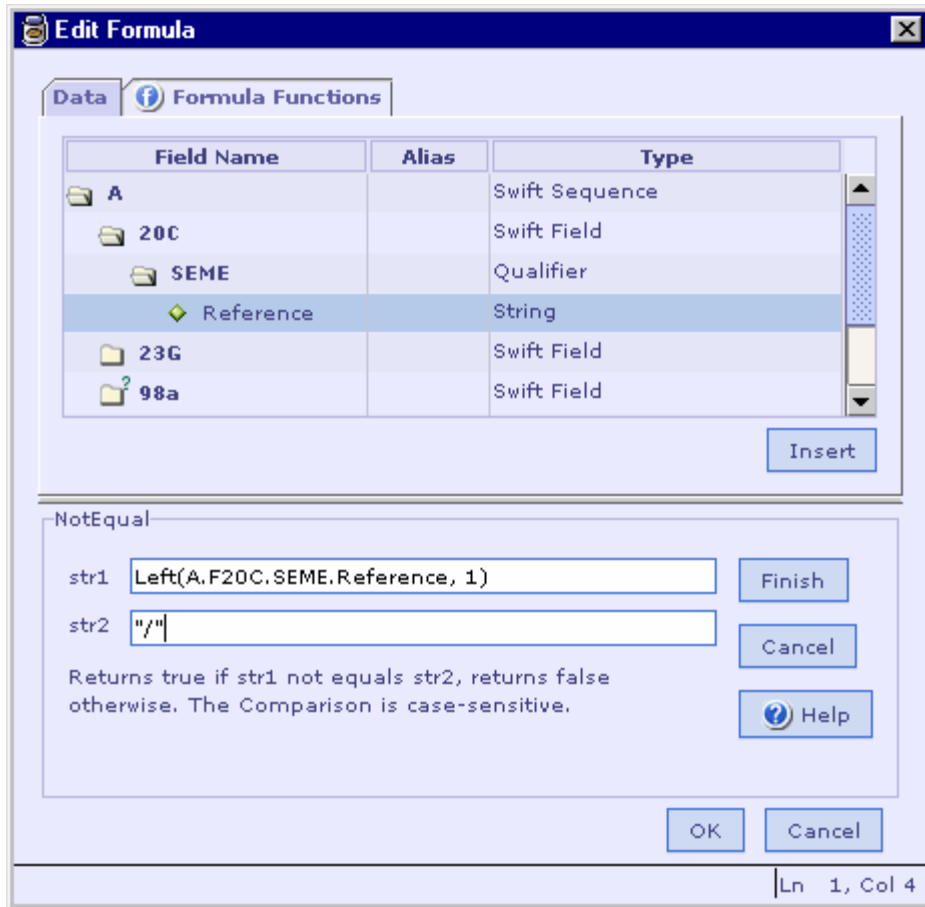 Edit Formula
Data Formula Functions
Field Name Alias Type
A Swift Sequence
20C Swift Field
SEME Qualifier
Reference String
23G Swift Field
? 98a Swift Field
Insert
NotEqual
str1 Left(A.F20C.SEME.Reference, 1) Finish
str2 "/"
Cancel
Returns true if str1 not equals str2, returns false
otherwise. The Comparison is case-sensitive.
? Help
OK Cancel
Ln 1, Col 4